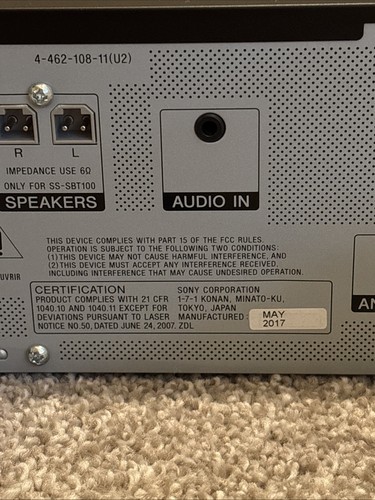 4-462-108-11(U2)
R L
IMPEDANCE USE 6Ω
ONLY FOR SS-SBT100
SPEAKERS
AUDIO IN
THIS DEVICE COMPLIES WITH PART 15 OF THE FCC RULES.
OPERATION IS SUBJECT TO THE FOLLOWING TWO CONDITIONS:
(1)THIS DEVICE MAY NOT CAUSE HARMFUL INTERFERENCE, AND
(2)THIS DEVICE MUST ACCEPT ANY INTERFERENCE RECEIVED,
INCLUDING INTERFERENCE THAT MAY CAUSE UNDESIRED OPERATION.
OUVRIR
AN
CERTIFICATION
PRODUCT COMPLIES WITH 21 CFR
1040.10 AND 1040.11 EXCEPT FOR
DEVIATIONS PURSUANT TO LASER
NOTICE NO.50, DATED JUNE 24, 2007. ZDL
SONY CORPORATION
1-7-1 KONAN, MINATO-KU,
TOKYO, JAPAN
MANUFACTURED:
MAY
2017